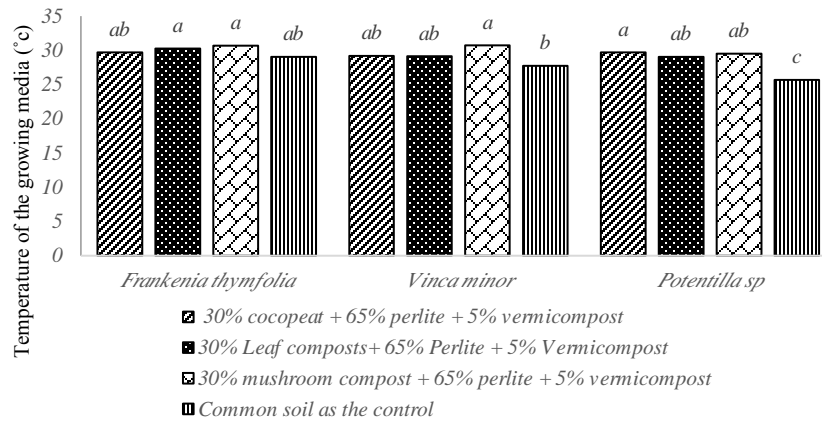 Temperature of the growing media (˚c)
35
30
25
20
15
10
5
0
ab a ab ab
ab ab a b
a ab ab c
Frankenia thymfolia Vinca minor Potentilla sp
30% cocopeat + 65% perlite + 5% vermicompost
30% Leaf composts+ 65% Perlite + 5% Vermicompost
30% mushroom compost + 65% perlite + 5% vermicompost
Common soil as the control